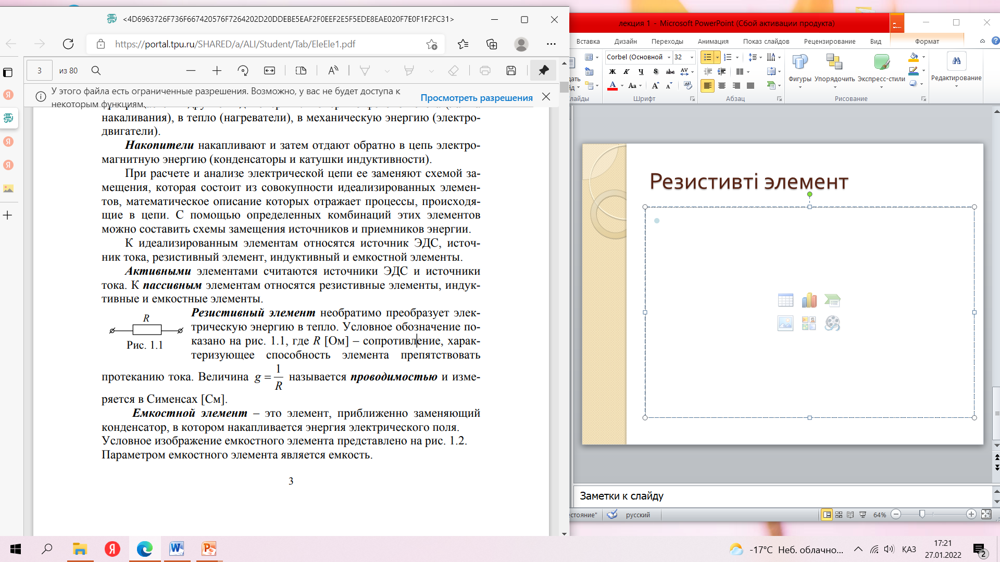 <4D6963726F736F667420576F7264202D20DDEBE5EAF2F0EEF2E5F5EDE8EAE020F7E0F1F2FC31>
https://portal.tpu.ru/SHARED/a/ALI/Student/Tab/EleEle1.pdf
3 из 80
У этого файла есть ограниченные разрешения. Возможно, у вас не будет доступа к
некоторым функциям.
Просмотреть разрешения
накаливания), в тепло (нагреватели), в механическую энергию (электро-
двигатели).
Накопители накапливают и затем отдают обратно в цепь электро-
магнитную энергию (конденсаторы и катушки индуктивности).
При расчете и анализе электрической цепи ее заменяют схемой за-
мещения, которая состоит из совокупности идеализированных элемен-
тов, математическое описание которых отражает процессы, происходя-
щие в цепи. С помощью определенных комбинаций этих элементов
можно составить схемы замещения источников и приемников энергии.
К идеализированным элементам относятся источник ЭДС, источ-
ник тока, резистивный элемент, индуктивный и емкостной элементы.
Активными элементами считаются источники ЭДС и источники
тока. К пассивным элементам относятся резистивные элементы, индук-
тивные и емкостные элементы.
R
Рис. 1.1
Резистивный элемент необратимо преобразует элек-
трическую энергию в тепло. Условное обозначение по-
казано на рис. 1.1, где R [Ом] – сопротивление, харак-
теризующее способность элемента препятствовать
протеканию тока. Величина g = 1/R называется проводимостью и изме-
ряется в Сименсах [См].
Емкостной элемент – это элемент, приближенно заменяющий
конденсатор, в котором накапливается энергия электрического поля.
Условное изображение емкостного элемента представлено на рис. 1.2.
Параметром емкостного элемента является емкость.
3
лекция 1 - Microsoft PowerPoint (Сбой активации продукта)
Вставка Дизайн Переходы Анимация Показ слайдов Рецензирование Вид Формат
Corbel (Основной 32
Ж К Ч S abc AV
А Aa A A
Шрифт
Абзац
Фигуры Упорядочить Экспресс-стили
Рисование
Редактирование
Резистивті элемент
Заметки к слайду
русский
64%
-17°C Неб. облачно...
ҚАЗ
17:21
27.01.2022
2